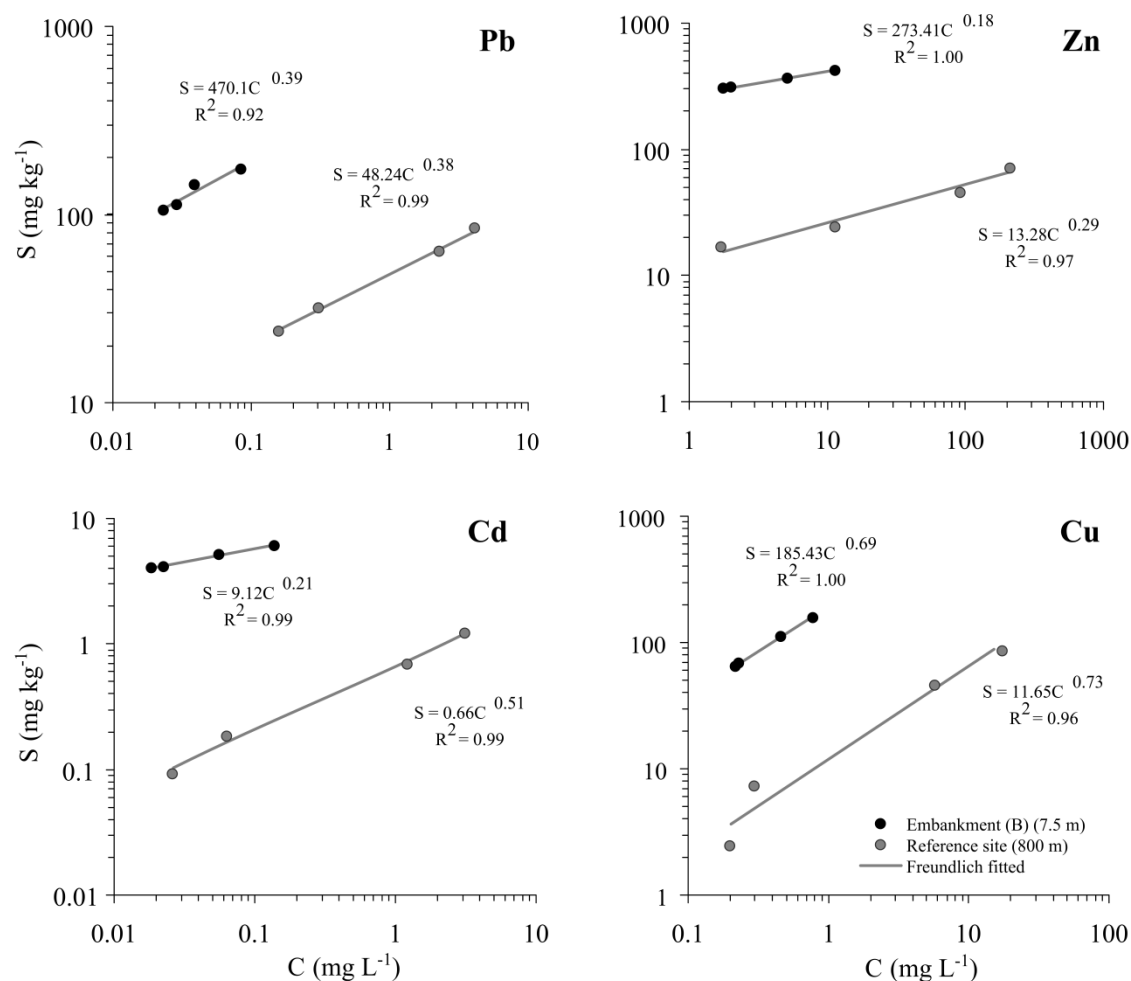 Pb
S (mg kg⁻¹)
1000
100
10
0.01
0.1
1
10
S = 470.1C^0.39
R² = 0.92
S = 48.24C^0.38
R² = 0.99
Zn
1000
100
10
1
1
10
100
1000
S = 273.41C^0.18
R² = 1.00
S = 13.28C^0.29
R² = 0.97
Cd
S (mg kg⁻¹)
10
1
0.1
0.01
0.01
0.1
1
10
C (mg L⁻¹)
S = 9.12C^0.21
R² = 0.99
S = 0.66C^0.51
R² = 0.99
Cu
1000
100
10
1
0.1
1
10
100
C (mg L⁻¹)
S = 185.43C^0.69
R² = 1.00
S = 11.65C^0.73
R² = 0.96
Embankment (B) (7.5 m)
Reference site (800 m)
Freundlich fitted